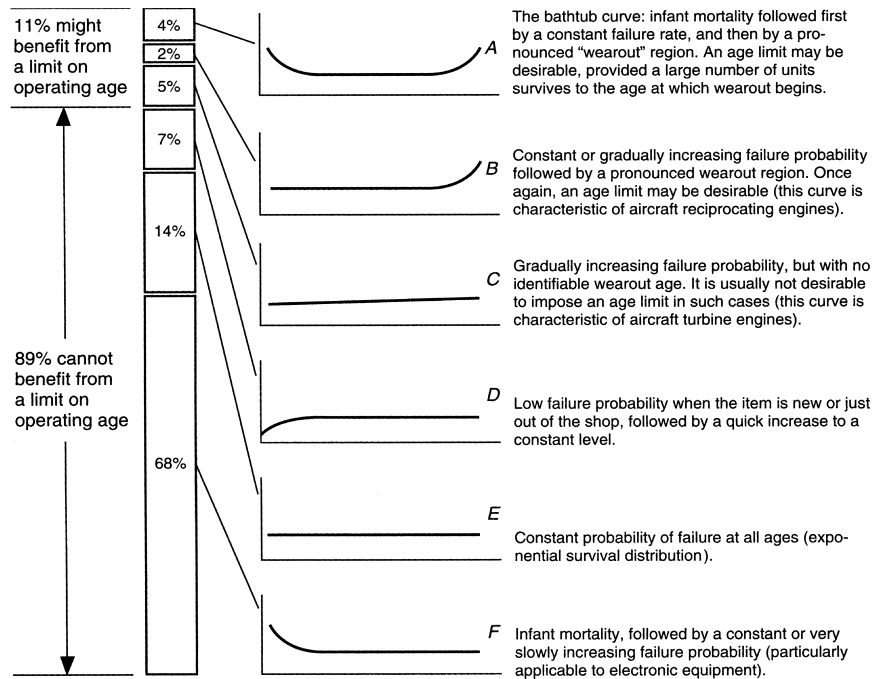 11% might
benefit from
a limit on
operating age
89% cannot
benefit from
a limit on
operating age
4%
2%
5%
7%
14%
68%
A
The bathtub curve: infant mortality followed first
by a constant failure rate, and then by a pro-
nounced “wearout” region. An age limit may be
desirable, provided a large number of units
survives to the age at which wearout begins.
B
Constant or gradually increasing failure probability
followed by a pronounced wearout region. Once
again, an age limit may be desirable (this curve is
characteristic of aircraft reciprocating engines).
C
Gradually increasing failure probability, but with no
identifiable wearout age. It is usually not desirable
to impose an age limit in such cases (this curve is
characteristic of aircraft turbine engines).
D
Low failure probability when the item is new or just
out of the shop, followed by a quick increase to a
constant level.
E
Constant probability of failure at all ages (expo-
nential survival distribution).
F
Infant mortality, followed by a constant or very
slowly increasing failure probability (particularly
applicable to electronic equipment).